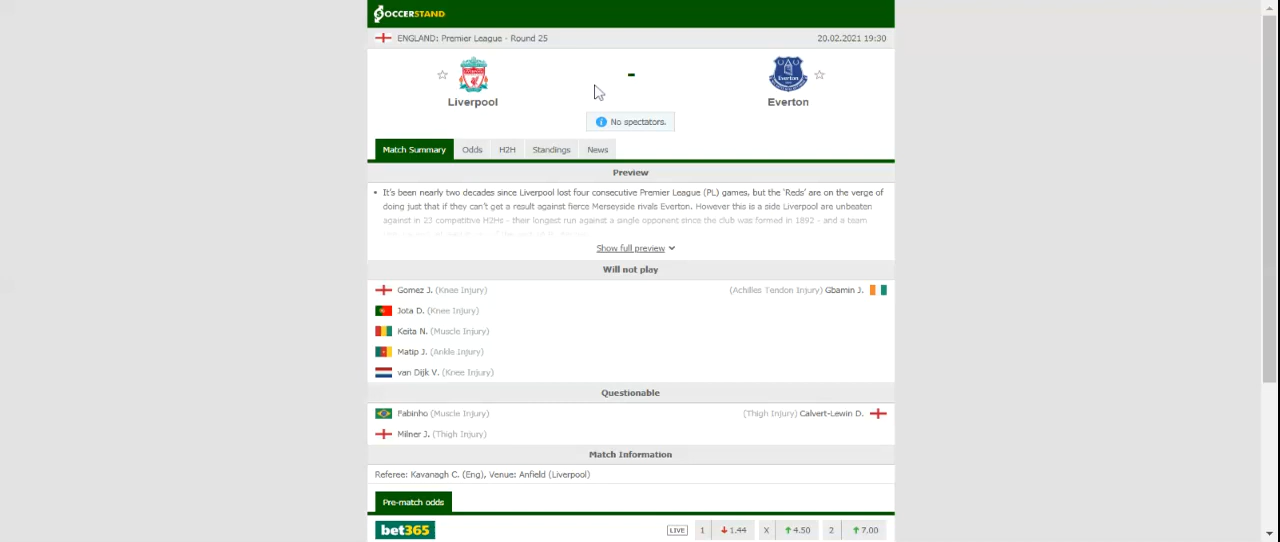 SOCCERSTAND
ENGLAND: Premier League - Round 25 20.02.2021 19:30
-
Liverpool Everton
No spectators.
Match Summary Odds H2H Standings News
Preview
• It's been nearly two decades since Liverpool lost four consecutive Premier League (PL) games, but the 'Reds' are on the verge of
doing just that if they can't get a result against fierce Merseyside rivals Everton. However this is a side Liverpool are unbeaten
against in 23 competitive H2Hs - their longest run against a single opponent since the club was formed in 1892 - and a team
Show full preview
Will not play
Gomez J. (Knee Injury) (Achilles Tendon Injury) Gbamin J.
Jota D. (Knee Injury)
Keita N. (Muscle Injury)
Matip J. (Ankle Injury)
van Dijk V. (Knee Injury)
Questionable
Fabinho (Muscle Injury) (Thigh Injury) Calvert-Lewin D.
Milner J. (Thigh Injury)
Match Information
Referee: Kavanagh C. (Eng), Venue: Anfield (Liverpool)
Pre-match odds
bet365 LIVE 1 1.44 X 4.50 2 7.00